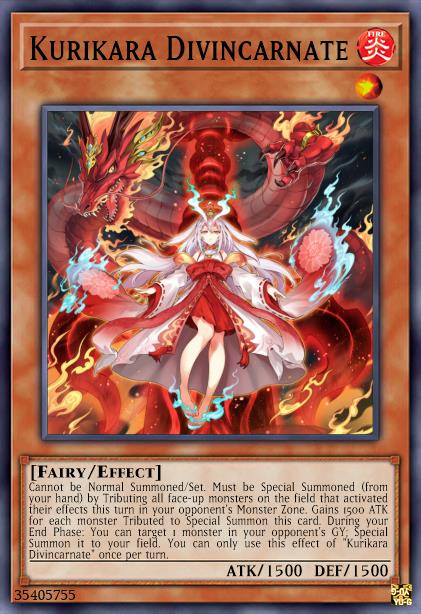 KURIKARA DIVINCARNATE
FIRE
炎
[FAIRY/EFFECT]
Cannot be Normal Summoned/Set. Must be Special Summoned (from
your hand) by Tributing all face-up monsters on the field that activated
their effects this turn in your opponent's Monster Zone. Gains 1500 ATK
for each monster Tributed to Special Summon this card. During your
End Phase: You can target 1 monster in your opponent's GY; Special
Summon it to your field. You can only use this effect of "Kurikara
Divincarnate" once per turn.
ATK/1500 DEF/1500
35405755